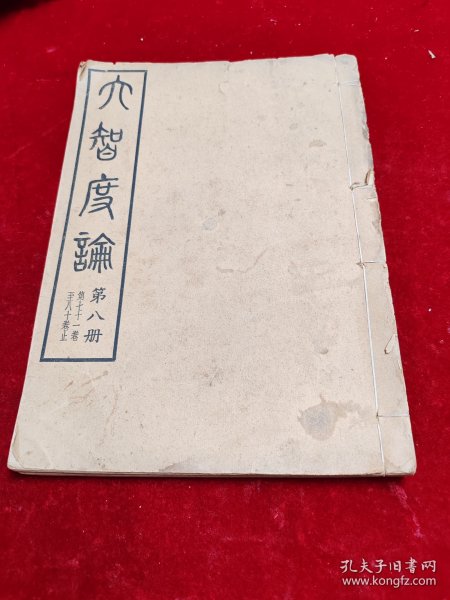 大智度論
第八册
第七十一卷
至八十卷止
孔夫子旧书网
www.kongfz.com